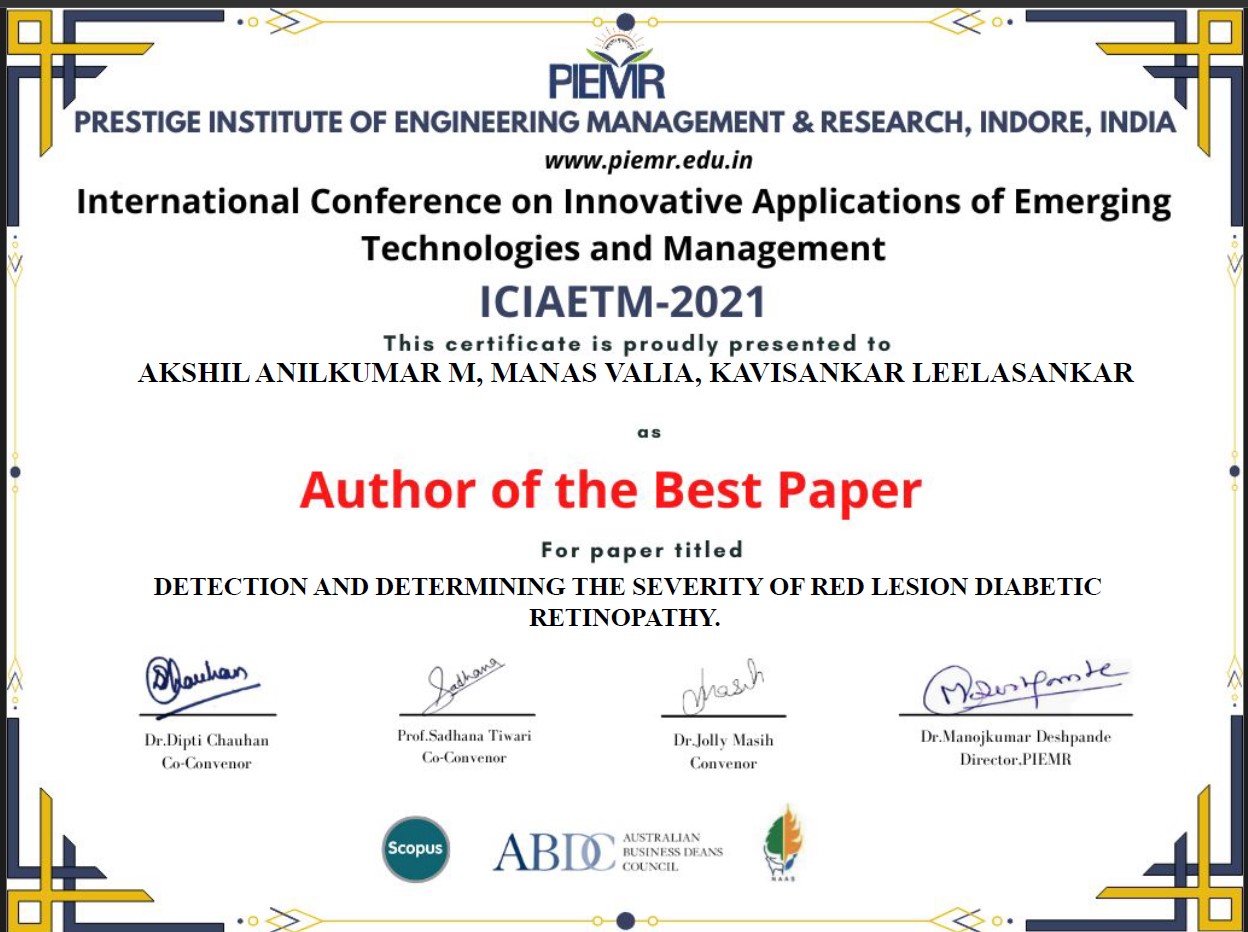 PIEMR
PRESTIGE INSTITUTE OF ENGINEERING MANAGEMENT & RESEARCH, INDORE, INDIA
www.piemr.edu.in
International Conference on Innovative Applications of Emerging
Technologies and Management
ICIAETM-2021
This certificate is proudly presented to
AKSHIL ANILKUMAR M, MANAS VALIA, KAVISANKAR LEELASANKAR
as
Author of the Best Paper
For paper titled
DETECTION AND DETERMINING THE SEVERITY OF RED LESION DIABETIC
RETINOPATHY.
DChauhan Sadhana Masih MDeshpande
Dr.Dipti Chauhan Prof.Sadhana Tiwari Dr.Jolly Masih Dr.Manojkumar Deshpande
Co-Convenor Co-Convenor Convenor Director,PIEMR
Scopus ABDC AUSTRALIAN
BUSINESS DEANS
COUNCIL
NAAS